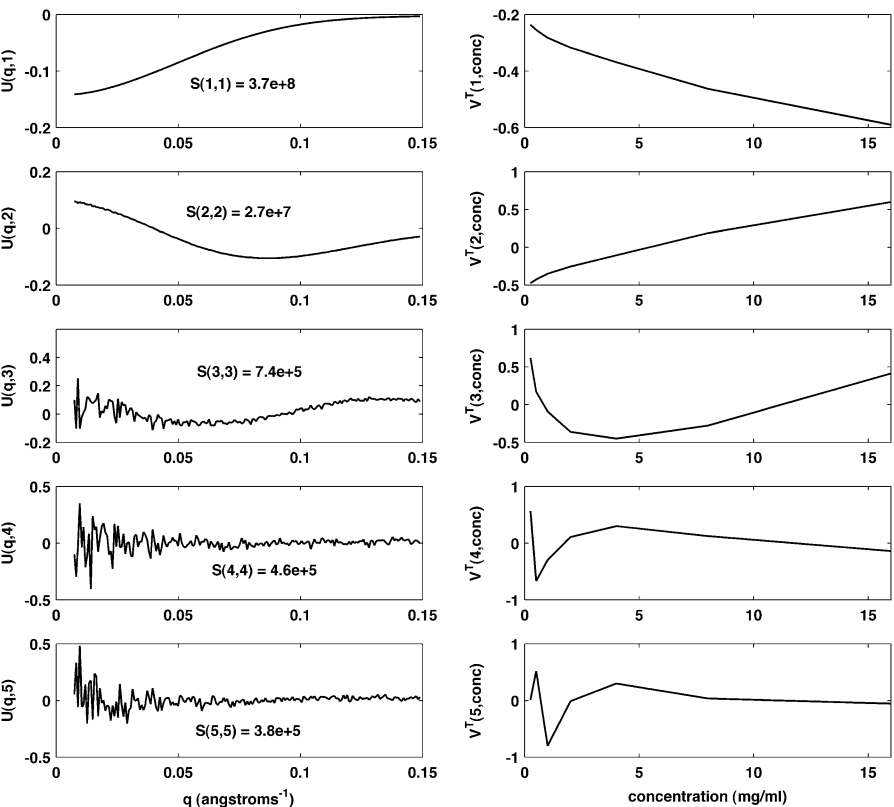 U(q,1)
0
-0.1
-0.2
S(1,1) = 3.7e+8
0 0.05 0.1 0.15
V^T(1,conc)
-0.2
-0.4
-0.6
0 5 10 15
U(q,2)
0.2
0
-0.2
S(2,2) = 2.7e+7
0 0.05 0.1 0.15
V^T(2,conc)
1
0.5
0
-0.5
0 5 10 15
U(q,3)
0.4
0.2
0
-0.2
S(3,3) = 7.4e+5
0 0.05 0.1 0.15
V^T(3,conc)
1
0.5
0
-0.5
0 5 10 15
U(q,4)
0.5
0
-0.5
S(4,4) = 4.6e+5
0 0.05 0.1 0.15
V^T(4,conc)
1
0
-1
0 5 10 15
U(q,5)
0.5
0
-0.5
S(5,5) = 3.8e+5
0 0.05 0.1 0.15
q (angstroms^-1)
V^T(5,conc)
1
0
-1
0 5 10 15
concentration (mg/ml)